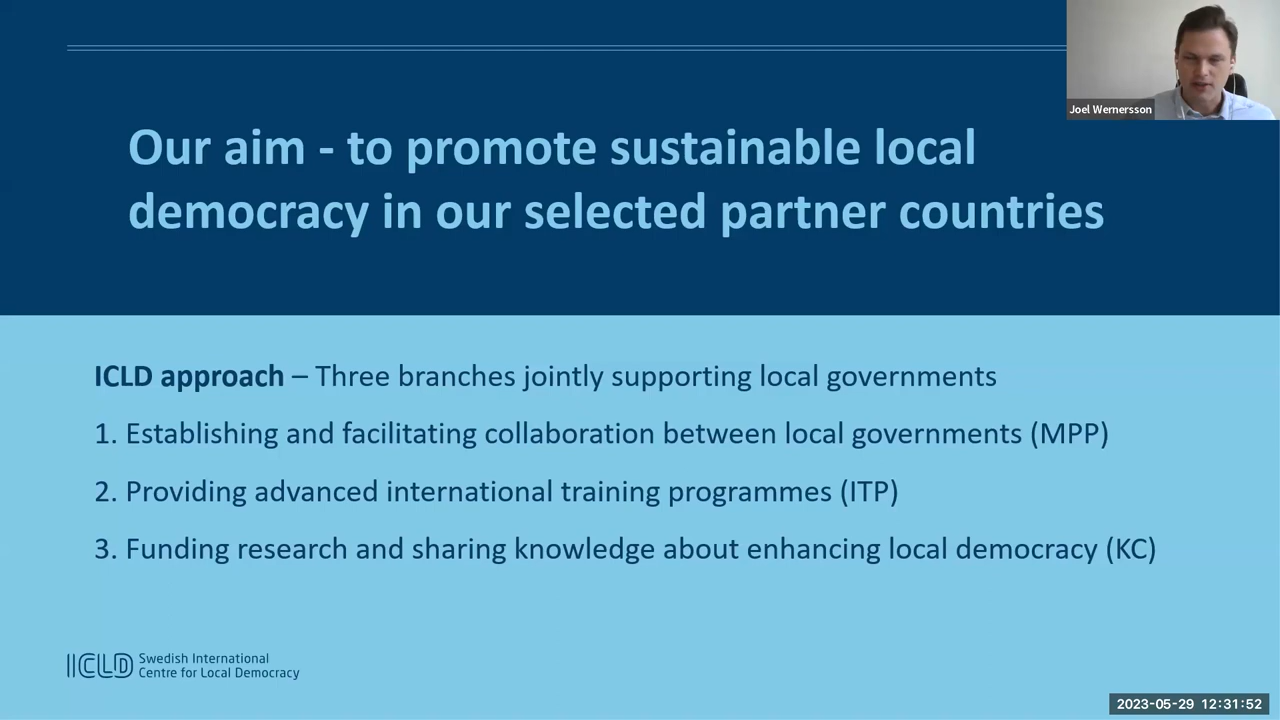 Joel Wernersson
Our aim - to promote sustainable local
democracy in our selected partner countries
ICLD approach – Three branches jointly supporting local governments
1. Establishing and facilitating collaboration between local governments (MPP)
2. Providing advanced international training programmes (ITP)
3. Funding research and sharing knowledge about enhancing local democracy (KC)
ICLD Swedish International
Centre for Local Democracy
2023-05-29 12:31:52